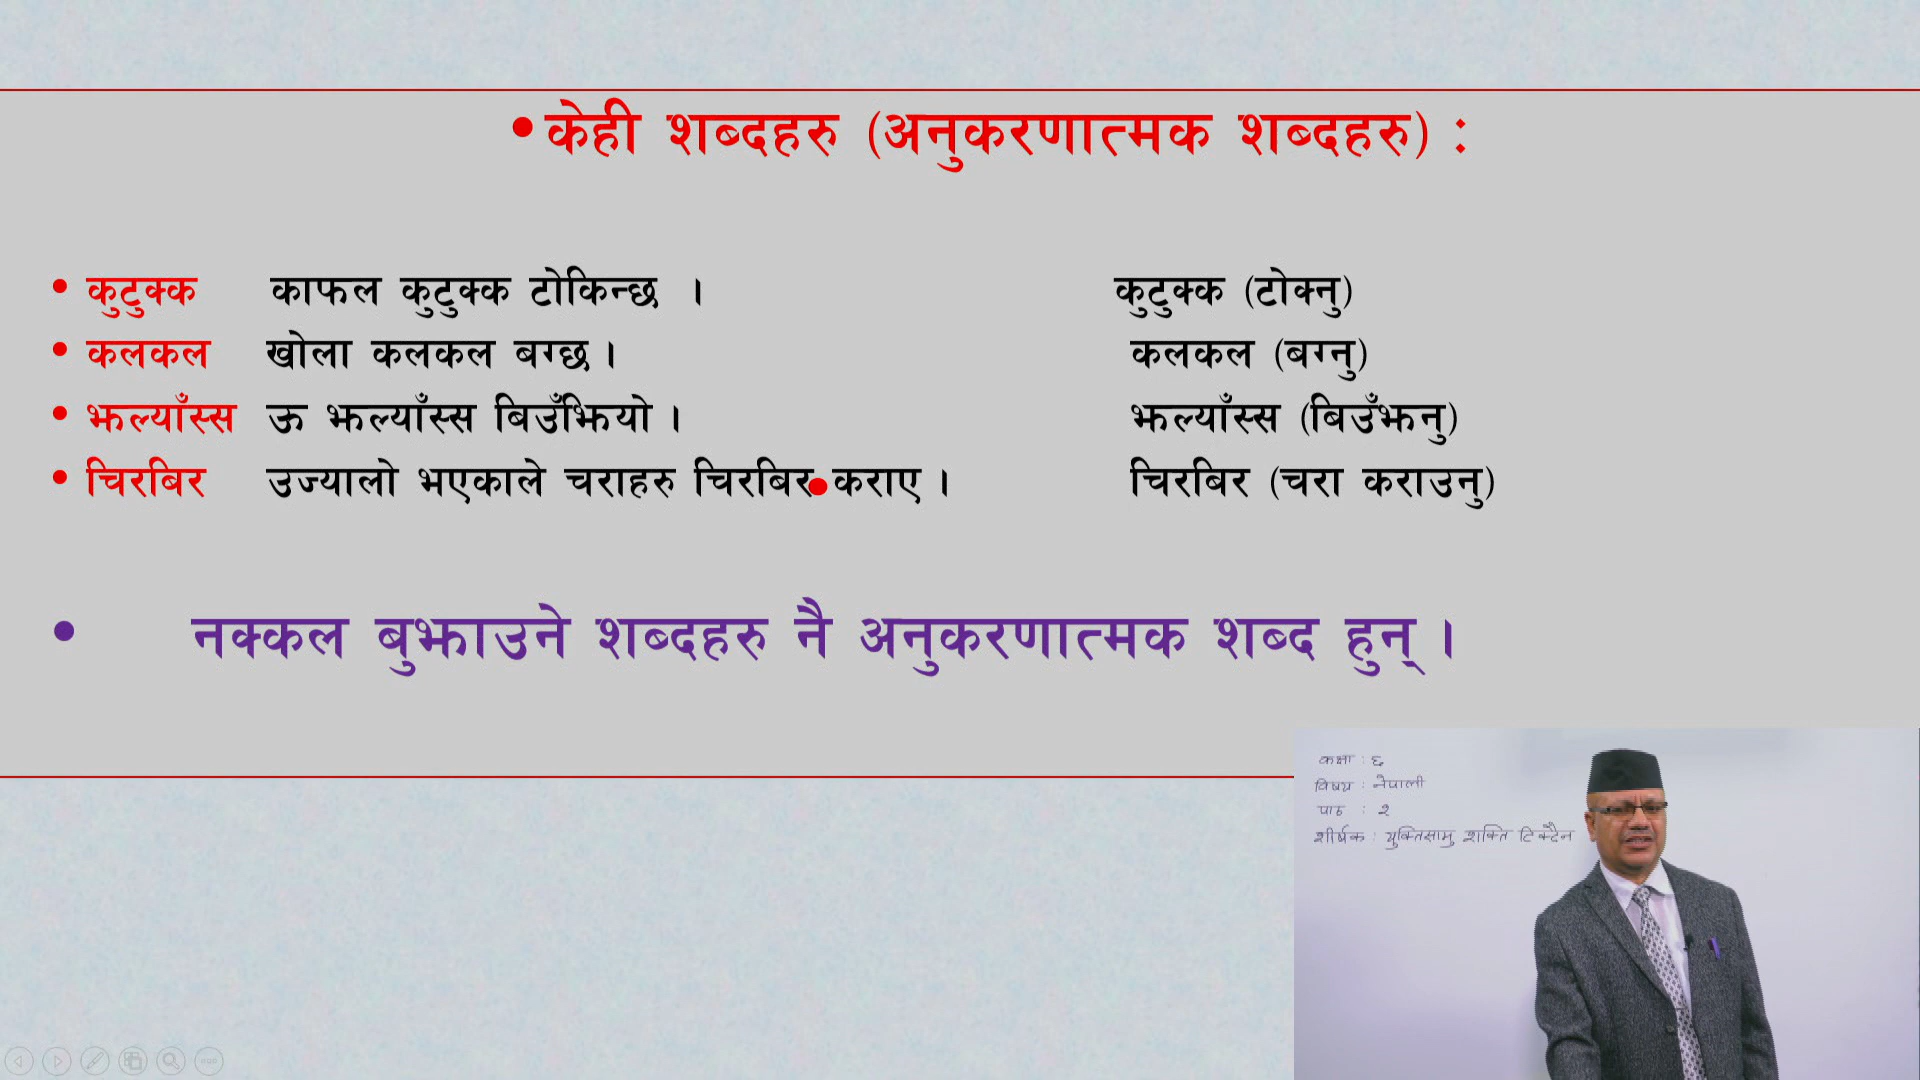 •केही शब्दहरु (अनुकरणात्मक शब्दहरु) :
• कुटुक्क काफल कुटुक्क टोकिन्छ । कुटुक्क (टोक्नु)
• कलकल खोला कलकल बग्छ । कलकल (बग्नु)
• झल्याँस्स ऊ झल्याँस्स बिउँझियो । झल्याँस्स (बिउँझनु)
• चिरबिर उज्यालो भएकाले चराहरु चिरबिर कराए । चिरबिर (चरा कराउनु)
• नक्कल बुझाउने शब्दहरु नै अनुकरणात्मक शब्द हुन् ।
कक्षा : ६
विषय : नेपाली
पाठ : २
शीर्षक : युक्तिसामु शक्ति टिक्दैन